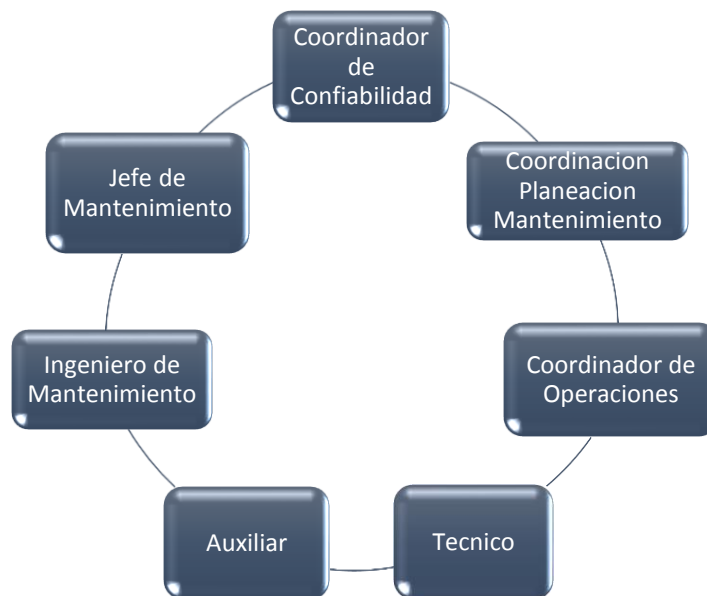 Coordinador
de
Confiabilidad
Coordinacion
Planeacion
Mantenimiento
Coordinador de
Operaciones
Tecnico
Auxiliar
Ingeniero de
Mantenimiento
Jefe de
Mantenimiento